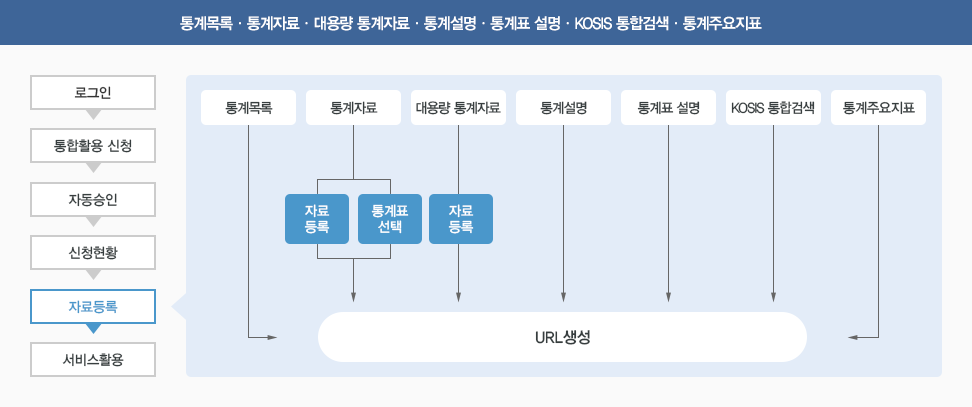 통계목록 · 통계자료 · 대용량 통계자료 · 통계설명 · 통계표 설명 · KOSIS 통합검색 · 통계주요지표
로그인
통합활용 신청
자동승인
신청현황
자료등록
서비스활용
통계목록
통계자료
대용량 통계자료
통계설명
통계표 설명
KOSIS 통합검색
통계주요지표
자료
등록
통계표
선택
자료
등록
URL생성